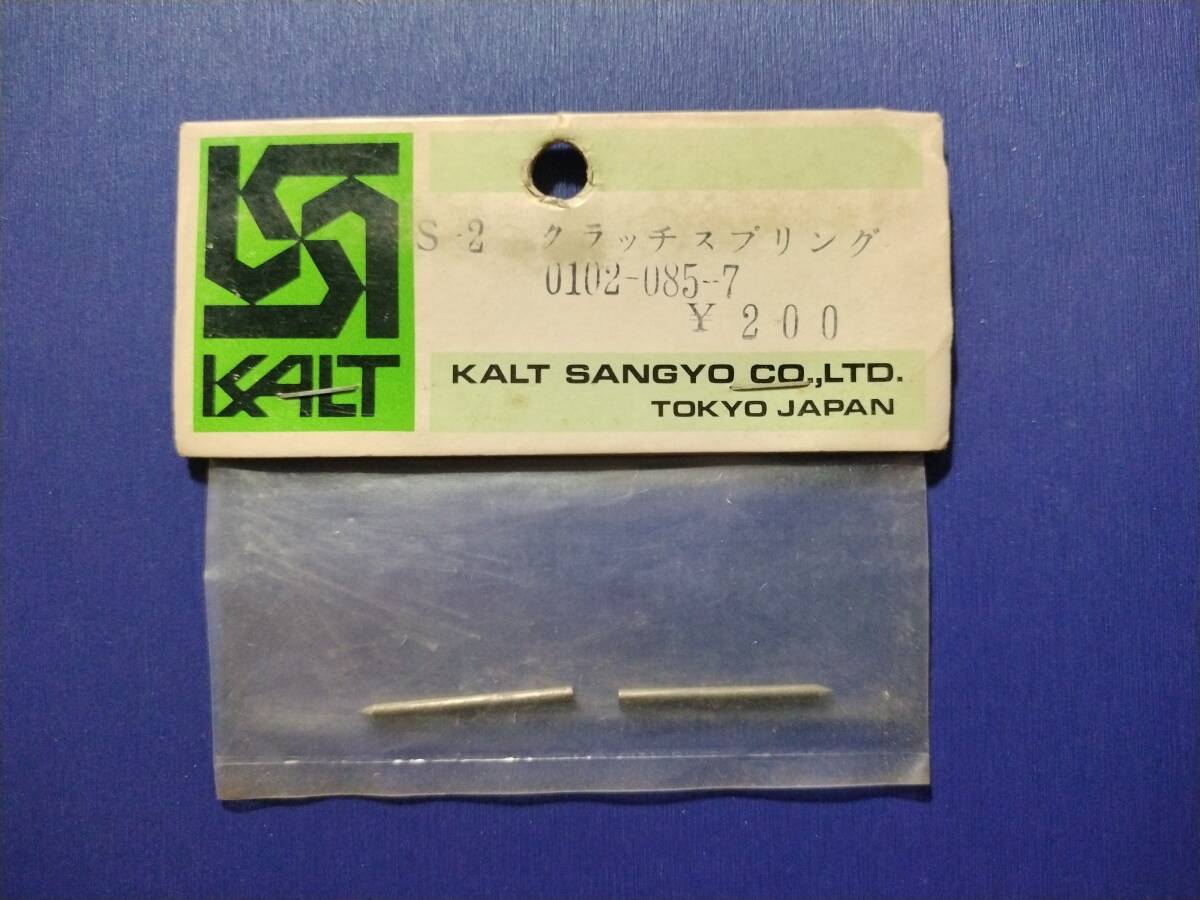 S-2 クラッチスプリング
0102-085-7
¥200
KALT
KALT SANGYO CO.,LTD.
TOKYO JAPAN